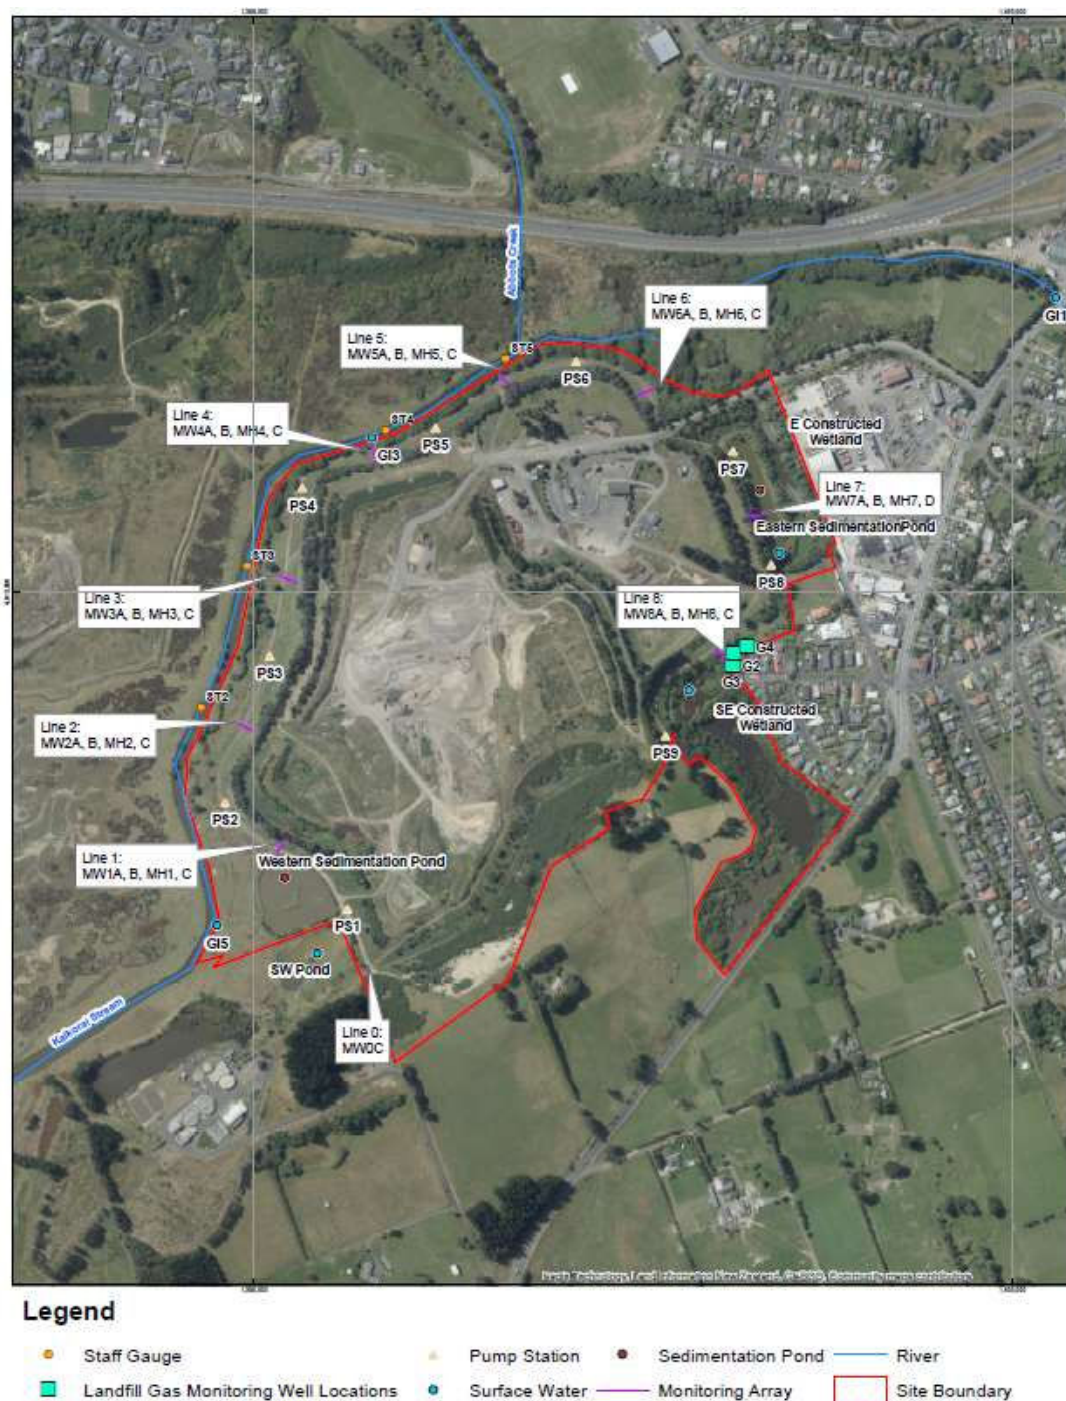 Abbots Creek
GI1
Line 6:
MW6A, B, MH6, C
Line 5:
MW5A, B, MH5, C
ST5
PS6
Line 4:
MW4A, B, MH4, C
ST4
GI3
PS5
E Constructed
Wetland
PS7
Line 7:
MW7A, B, MH7, D
PS4
Eastern SedimentationPond
ST3
PS8
Line 3:
MW3A, B, MH3, C
Line 8:
MW8A, B, MH8, C
G4
G2
G3
PS3
ST2
SE Constructed
Wetland
Line 2:
MW2A, B, MH2, C
PS9
PS2
Line 1:
MW1A, B, MH1, C
Western Sedimentation Pond
PS1
GI5
SW Pond
Kaikorai Stream
Line 0:
MW0C
Legend
Staff Gauge
Pump Station
Sedimentation Pond
River
Landfill Gas Monitoring Well Locations
Surface Water
Monitoring Array
Site Boundary